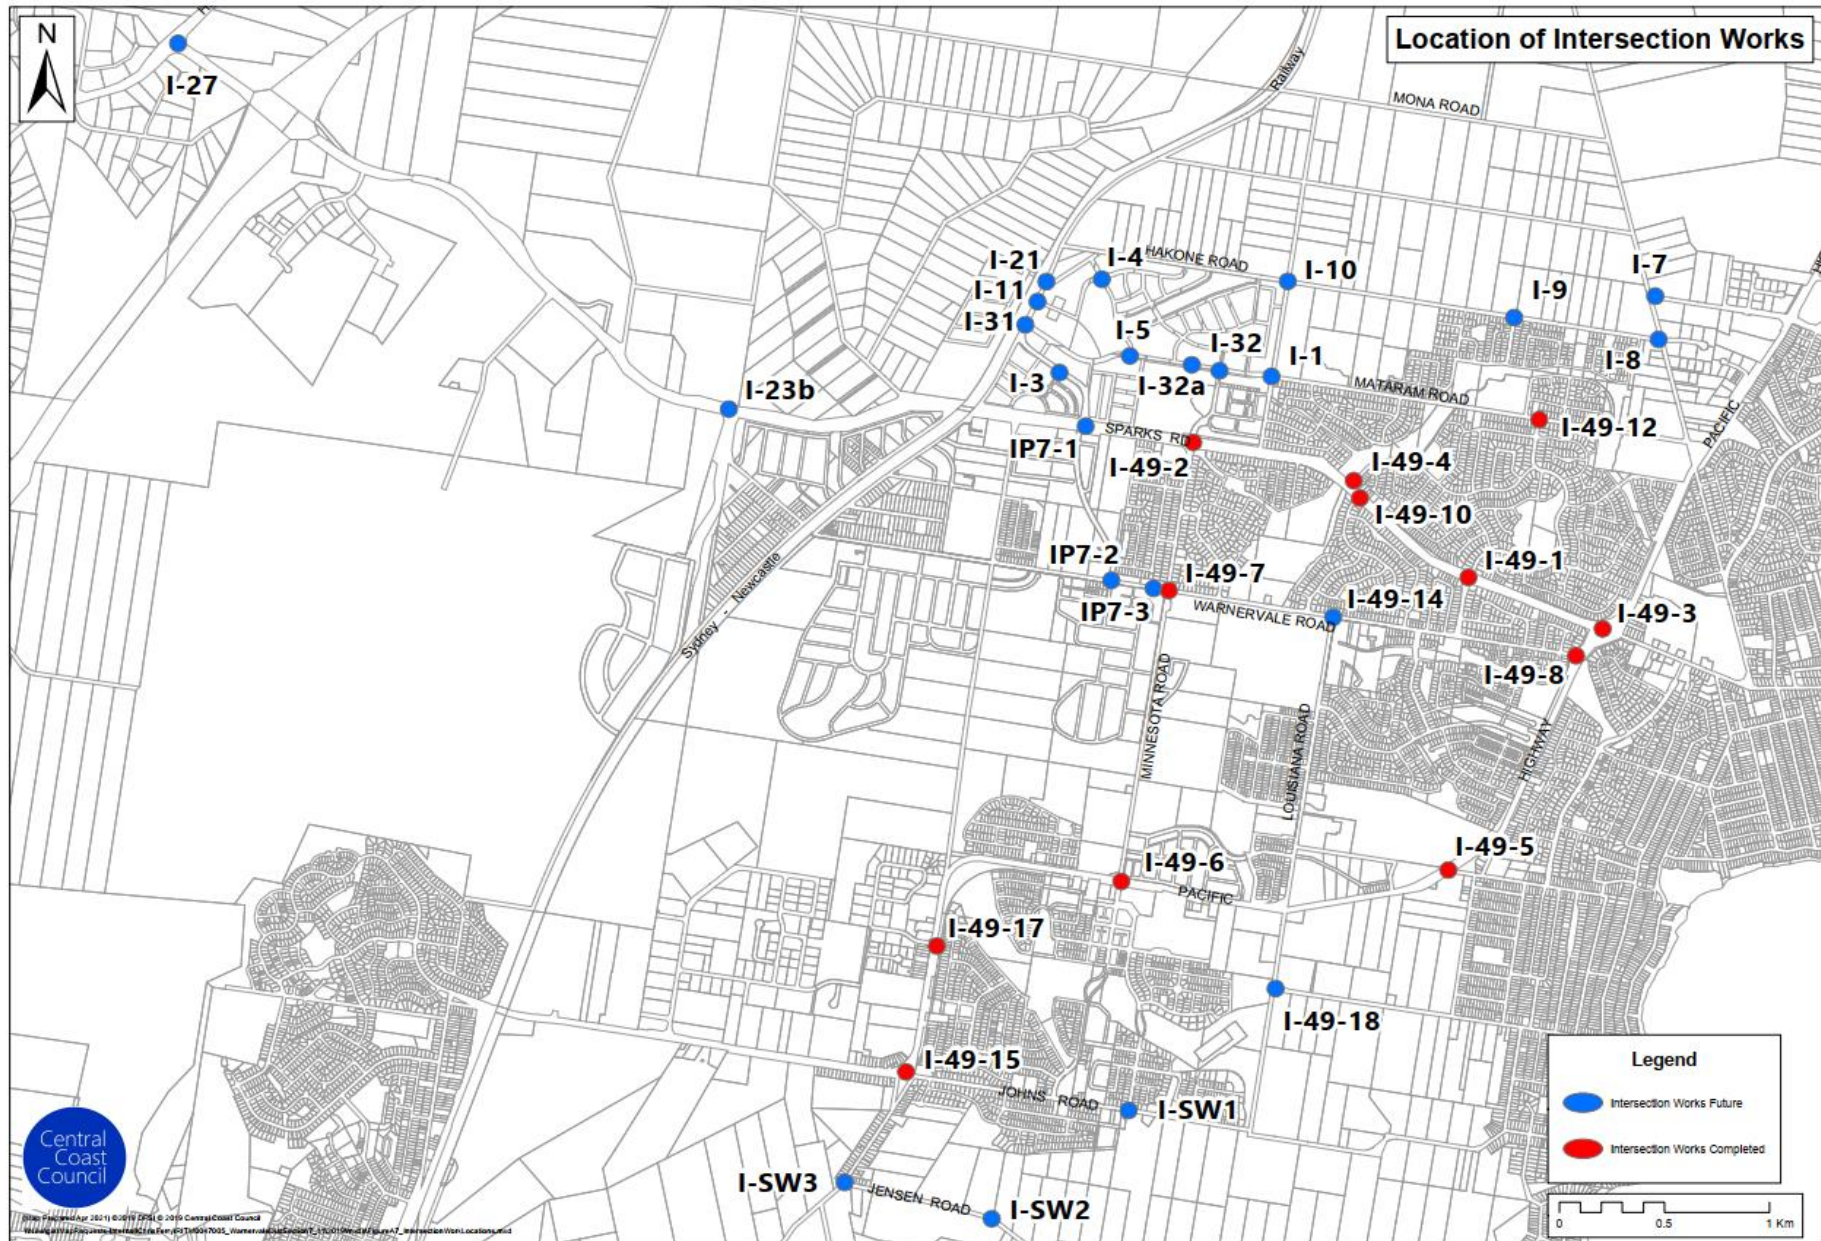 Location of Intersection Works
N
I-27
Railway
MONA ROAD
I-21
I-4
HAKONE ROAD
I-10
I-7
I-11
I-9
I-31
I-5
I-32
I-1
I-8
I-3
I-32a
MATARAM ROAD
I-23b
PACIFIC
I-49-12
SPARKS RD
IP7-1
I-49-2
I-49-4
I-49-10
IP7-2
I-49-7
I-49-1
Sydney - Newcastle
IP7-3
WARNERVALE ROAD
I-49-14
I-49-3
I-49-8
MINNESOTA ROAD
LOUISIANA ROAD
HIGHWAY
I-49-5
I-49-6
PACIFIC
I-49-17
I-49-18
I-49-15
JOHNS ROAD
I-SW1
I-SW3
JENSEN ROAD
I-SW2
Legend
Intersection Works Future
Intersection Works Completed
0 0.5 1 Km
Central
Coast
Council